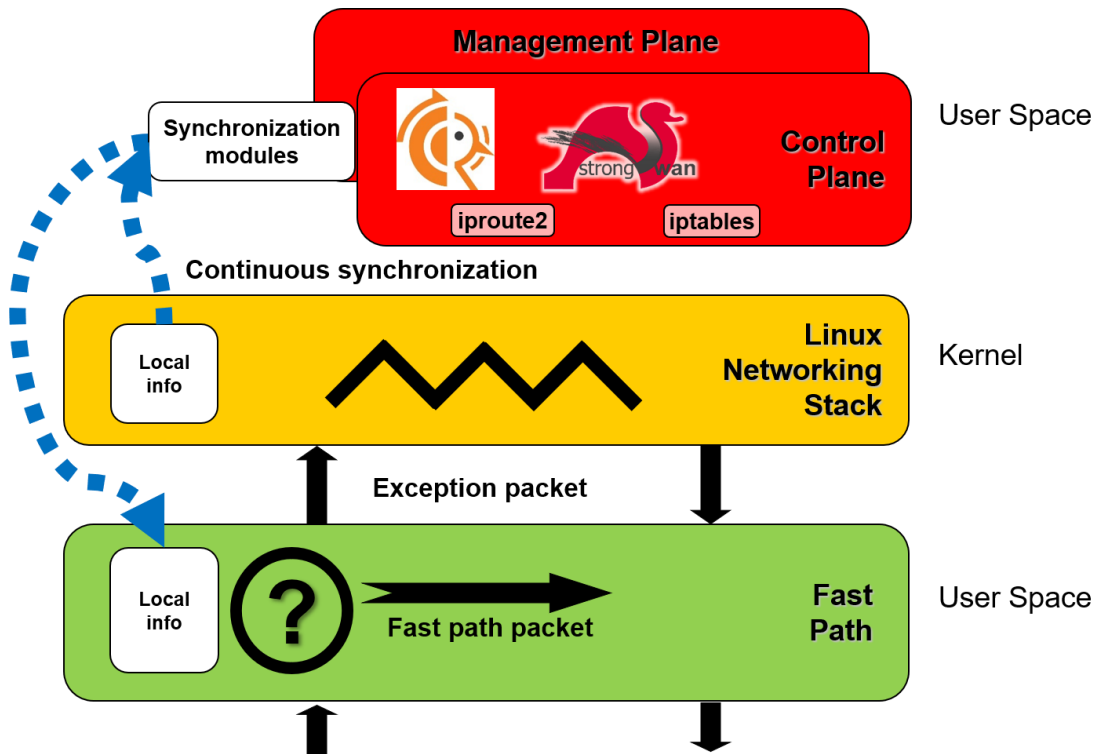 Management Plane
User Space
Synchronization
modules
Control
Plane
strong wan
iproute2
iptables
Continuous synchronization
Linux
Networking
Stack
Kernel
Local
info
Exception packet
Local
info
?
Fast path packet
Fast
Path
User Space